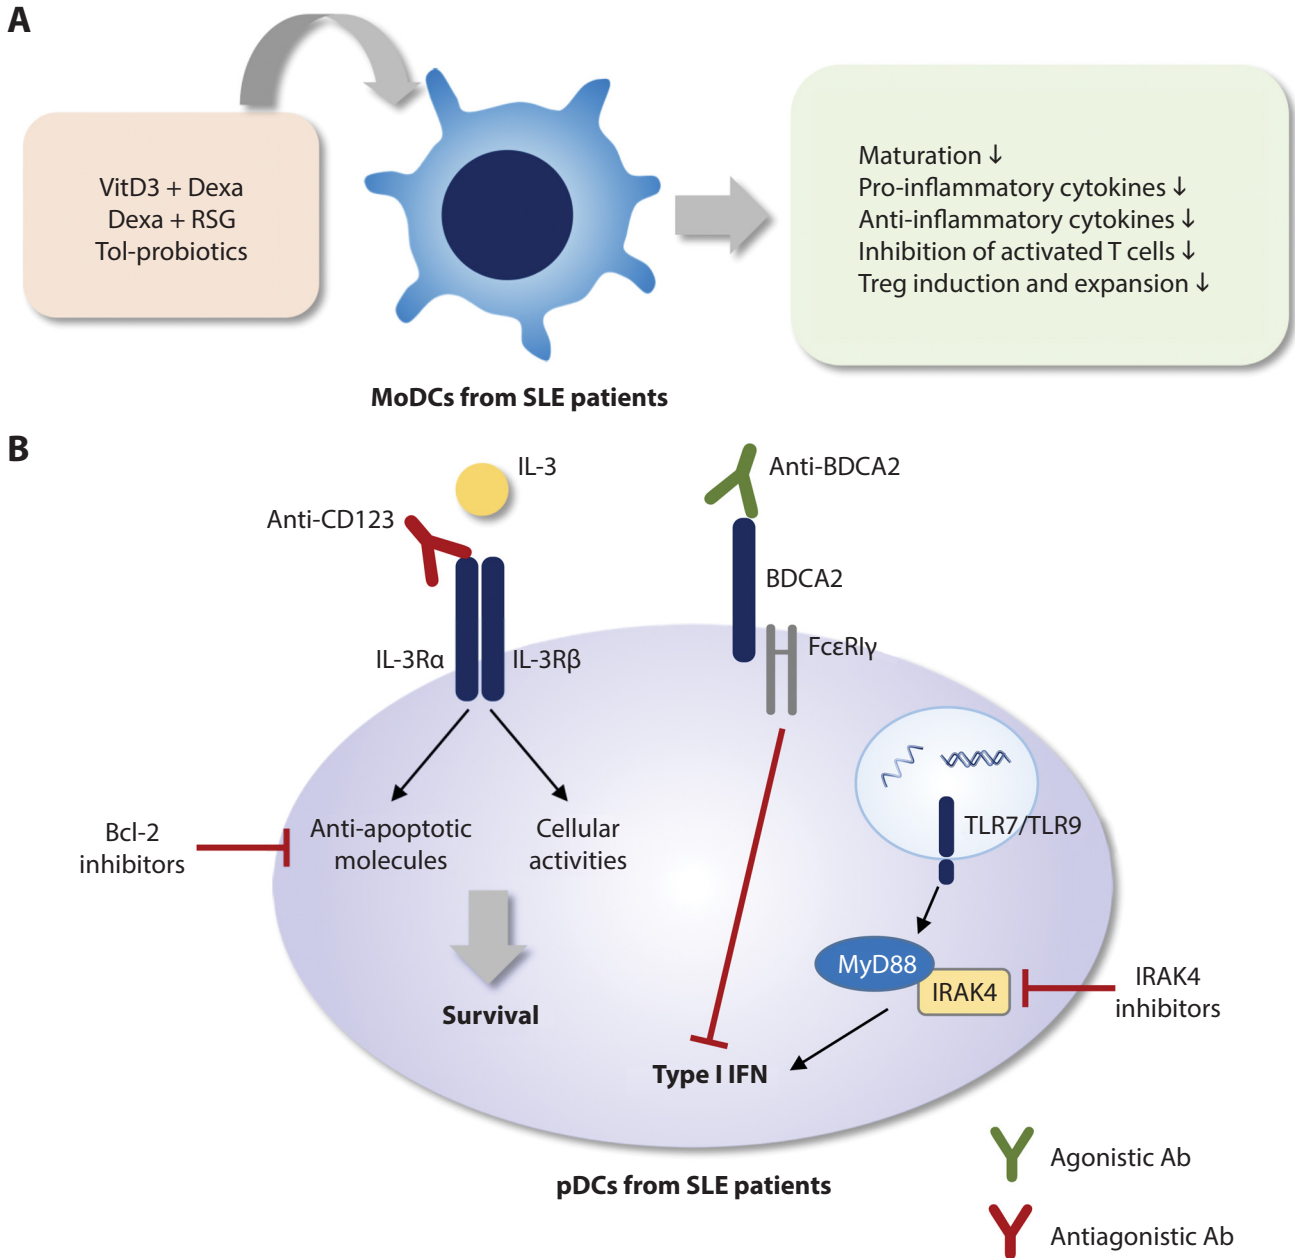 A
VitD3 + Dexa
Dexa + RSG
Tol-probiotics
Maturation ↓
Pro-inflammatory cytokines ↓
Anti-inflammatory cytokines ↓
Inhibition of activated T cells ↓
Treg induction and expansion ↓
MoDCs from SLE patients
B
IL-3
Anti-CD123
Anti-BDCA2
BDCA2
IL-3Rα
IL-3Rβ
FcεRIγ
TLR7/TLR9
Bcl-2
inhibitors
Anti-apoptotic
molecules
Cellular
activities
MyD88
IRAK4
IRAK4
inhibitors
Survival
Type I IFN
pDCs from SLE patients
Agonistic Ab
Antiagonistic Ab